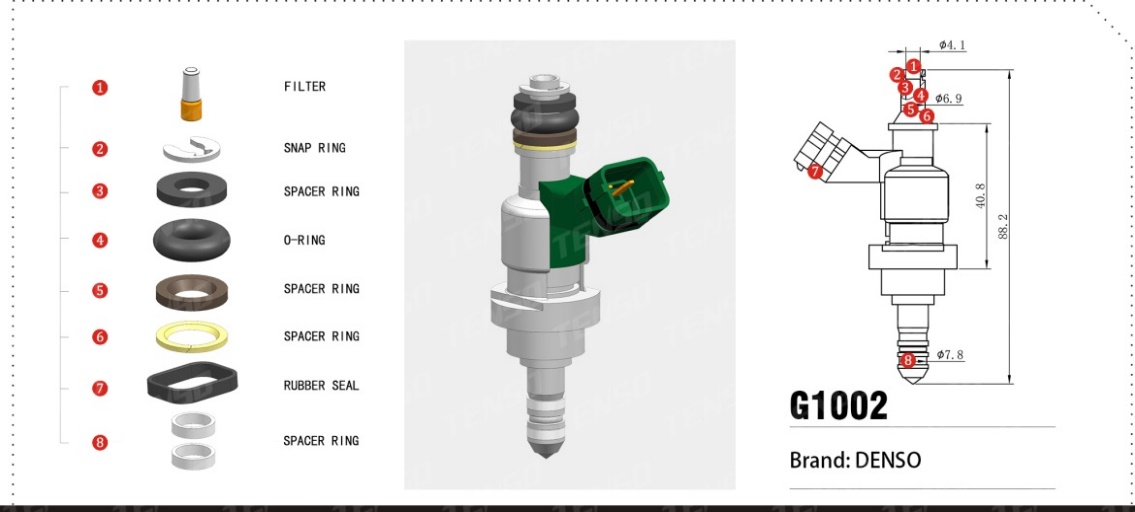 1 FILTER
2 SNAP RING
3 SPACER RING
4 O-RING
5 SPACER RING
6 SPACER RING
7 RUBBER SEAL
8 SPACER RING
TENSO
TENSO
ϕ4.1
1
2
3
4
ϕ6.9
5
6
7
40.8
88.2
8
ϕ7.8
G1002
Brand: DENSO